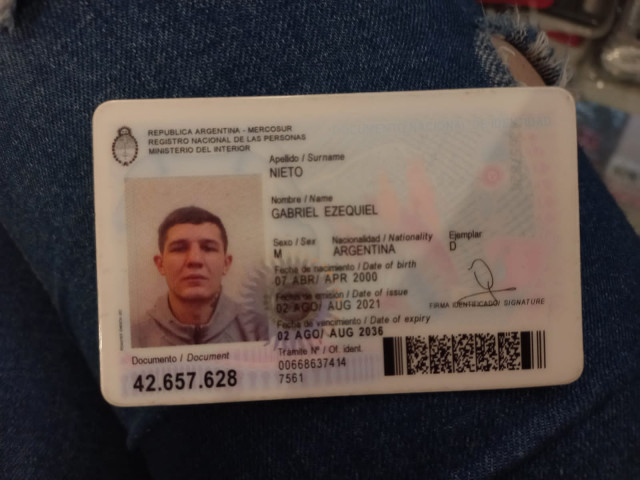 REPUBLICA ARGENTINA - MERCOSUR
REGISTRO NACIONAL DE LAS PERSONAS
MINISTERIO DEL INTERIOR
Apellido / Surname
NIETO
Nombre / Name
GABRIEL EZEQUIEL
Sexo / Sex Nacionalidad / Nationality Ejemplar
M ARGENTINA D
Fecha de nacimiento / Date of birth
07 ABR/ APR 2000
Fecha de emisión / Date of issue
02 AGO/ AUG 2021
FIRMA IDENTIFICADO/ SIGNATURE
Fecha de vencimiento / Date of expiry
02 AGO/ AUG 2036
Documento / Document
42.657.628
Trámite N° / Of. ident.
00668637414
7561